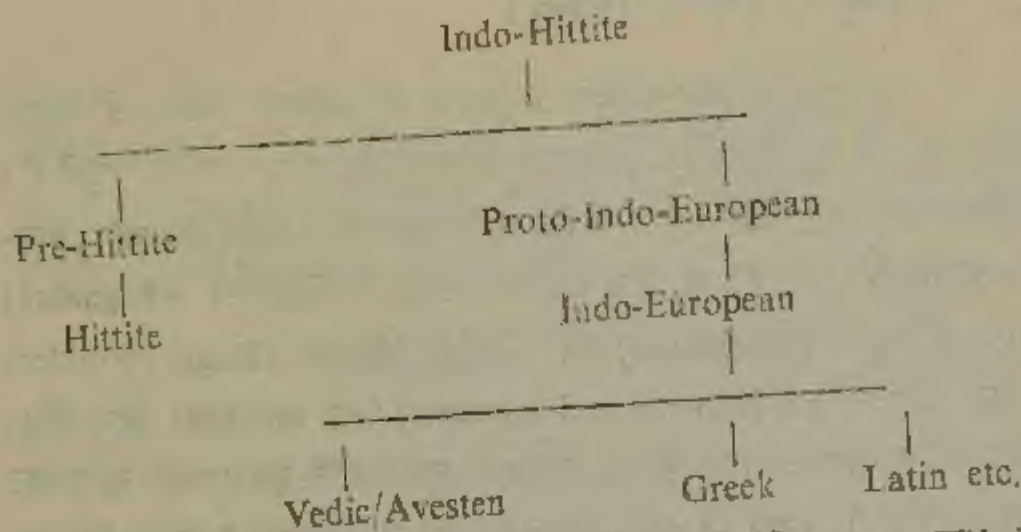 Indo-Hittite
Proto-Indo-European
Pre-Hittite
Indo-European
Hittite
Vedic/Avesten Greek Latin etc.